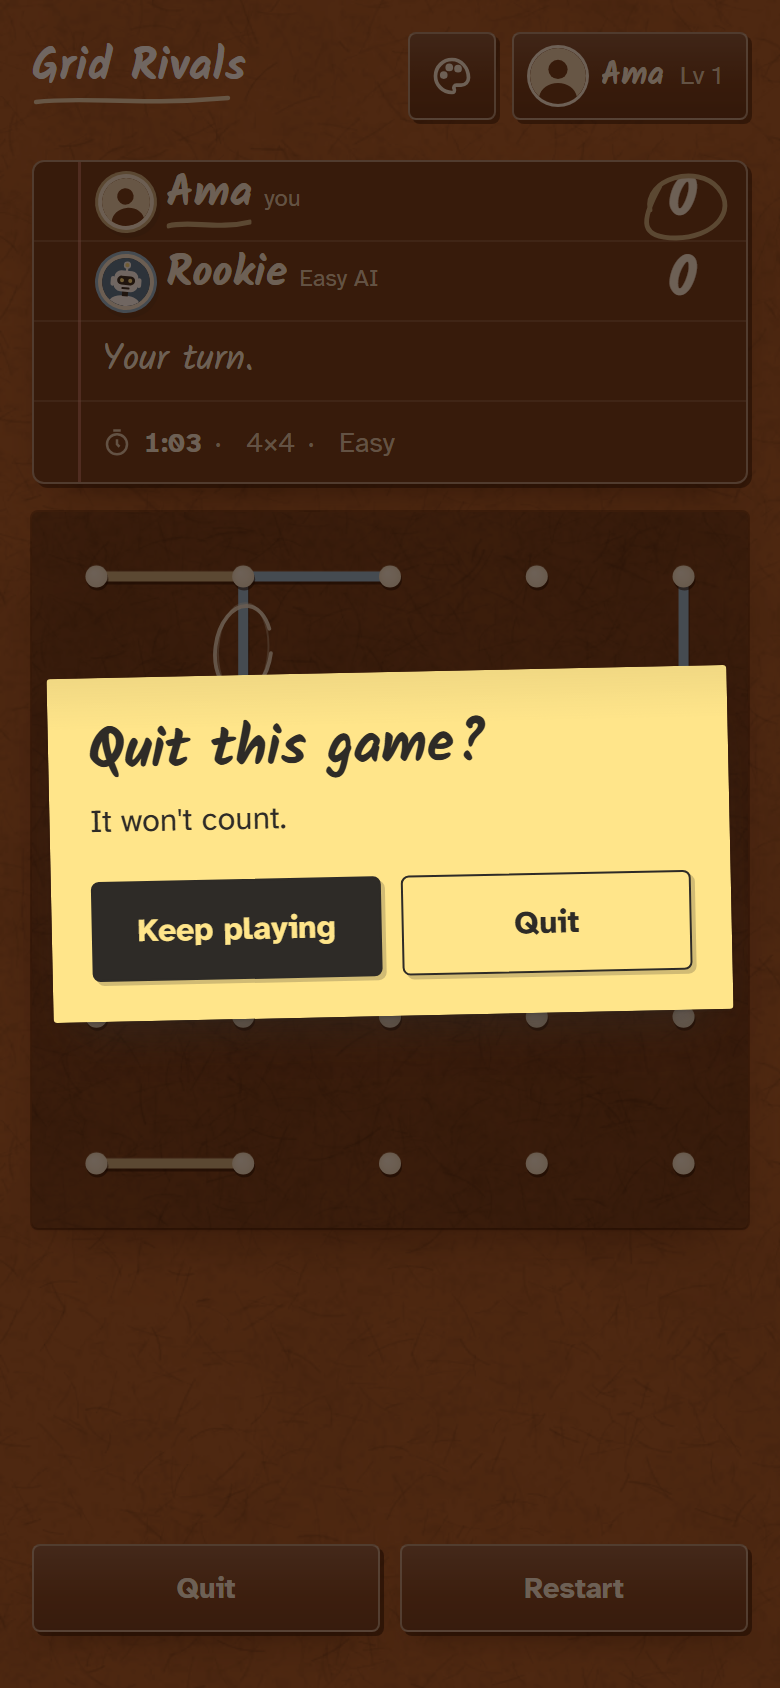 Grid Rivals
Ama Lv 1
Ama you 0
Rookie Easy AI 0
Your turn.
1:03 · 4×4 · Easy
Quit this game?
It won't count.
Keep playing Quit
Quit Restart